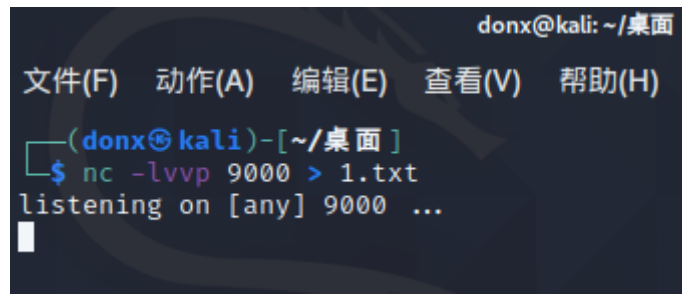 donx@kali: ~/桌面
文件(F) 动作(A) 编辑(E) 查看(V) 帮助(H)
┌──(donx㉿kali)-[~/桌面]
└─$ nc -lvvp 9000 > 1.txt
listening on [any] 9000 ...